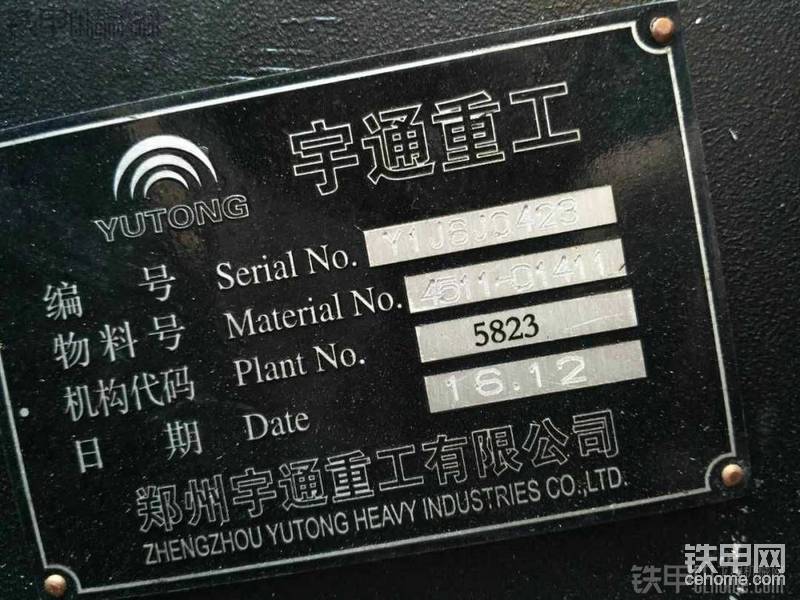 宇通重工
YUTONG
编号 Serial No. Y1J6J0423
物料号 Material No. 4511-01411
机构代码 Plant No. 5823
日期 Date 16.12
郑州宇通重工有限公司
ZHENGZHOU YUTONG HEAVY INDUSTRIES CO.,LTD.
铁甲网
cehome.com